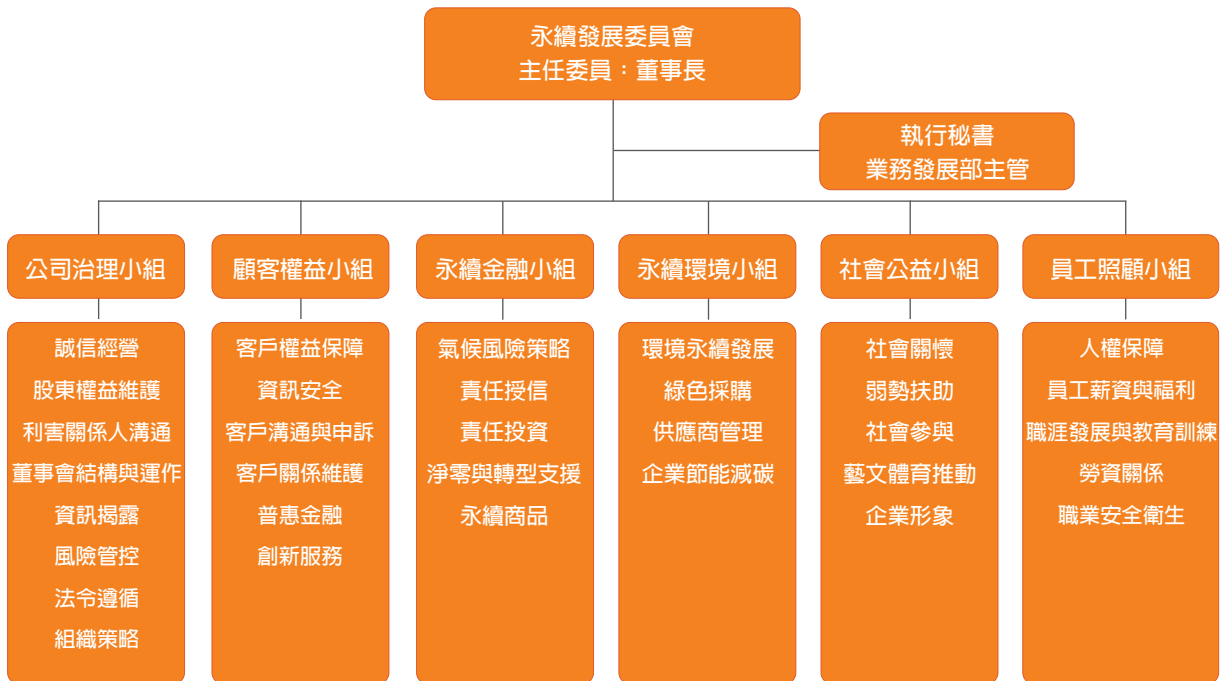 永續發展委員會
主任委員：董事長
執行秘書
業務發展部主管
公司治理小組
誠信經營
股東權益維護
利害關係人溝通
董事會結構與運作
資訊揭露
風險管控
法令遵循
組織策略
顧客權益小組
客戶權益保障
資訊安全
客戶溝通與申訴
客戶關係維護
普惠金融
創新服務
永續金融小組
氣候風險策略
責任授信
責任投資
淨零與轉型支援
永續商品
永續環境小組
環境永續發展
綠色採購
供應商管理
企業節能減碳
社會公益小組
社會關懷
弱勢扶助
社會參與
藝文體育推動
企業形象
員工照顧小組
人權保障
員工薪資與福利
職涯發展與教育訓練
勞資關係
職業安全衛生